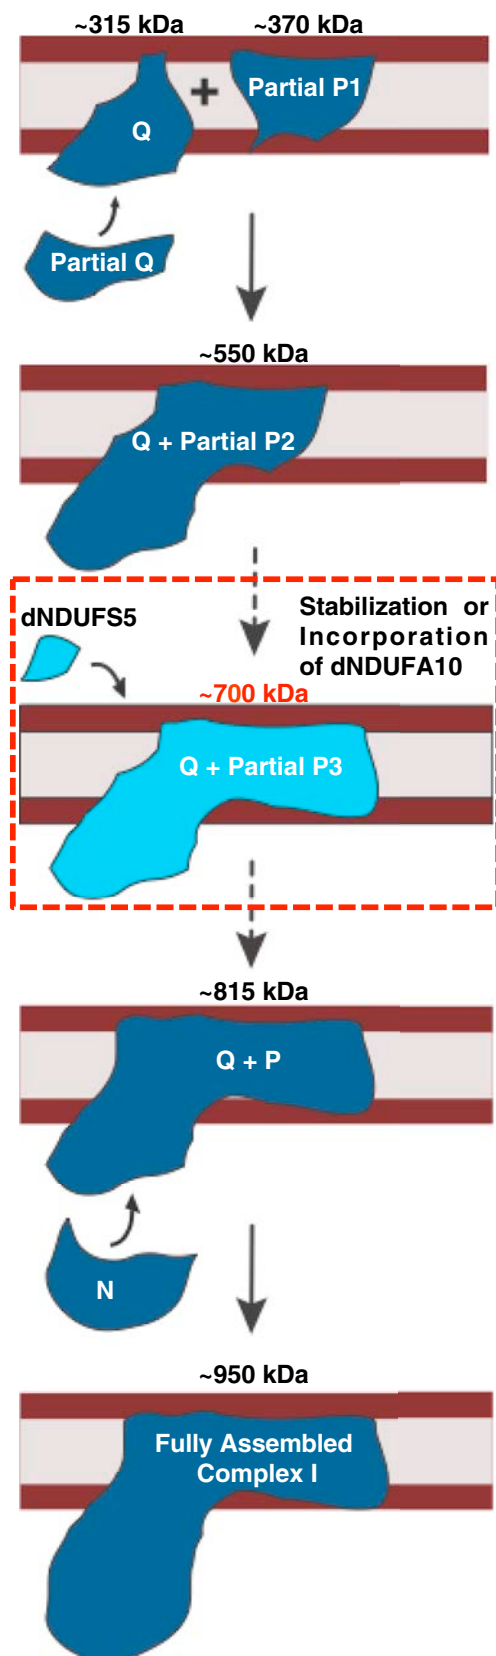 ~315 kDa ~370 kDa
Partial P1
+
Q
Partial Q
~550 kDa
Q + Partial P2
dNDUFS5
Stabilization or
Incorporation
of dNDUFA10
~700 kDa
Q + Partial P3
~815 kDa
Q + P
N
~950 kDa
Fully Assembled
Complex I